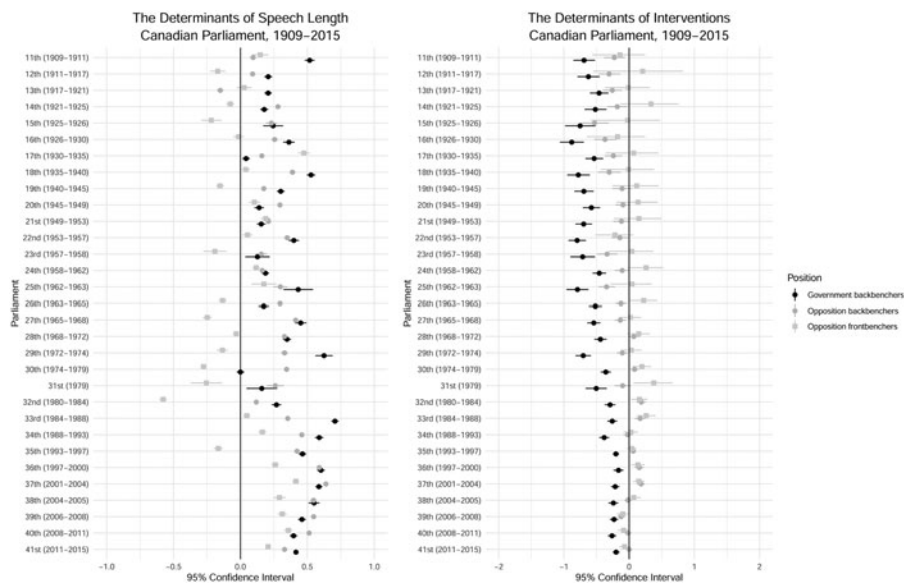 The Determinants of Speech Length
Canadian Parliament, 1909–2015
Parliament
11th (1909–1911)
12th (1911–1917)
13th (1917–1921)
14th (1921–1925)
15th (1925–1926)
16th (1926–1930)
17th (1930–1935)
18th (1935–1940)
19th (1940–1945)
20th (1945–1949)
21st (1949–1953)
22nd (1953–1957)
23rd (1957–1958)
24th (1958–1962)
25th (1962–1963)
26th (1963–1965)
27th (1965–1968)
28th (1968–1972)
29th (1972–1974)
30th (1974–1979)
31st (1979)
32nd (1980–1984)
33rd (1984–1988)
34th (1988–1993)
35th (1993–1997)
36th (1997–2000)
37th (2001–2004)
38th (2004–2005)
39th (2006–2008)
40th (2008–2011)
41st (2011–2015)
-1.0 -0.5 0.0 0.5 1.0
95% Confidence Interval
The Determinants of Interventions
Canadian Parliament, 1909–2015
Parliament
11th (1909–1911)
12th (1911–1917)
13th (1917–1921)
14th (1921–1925)
15th (1925–1926)
16th (1926–1930)
17th (1930–1935)
18th (1935–1940)
19th (1940–1945)
20th (1945–1949)
21st (1949–1953)
22nd (1953–1957)
23rd (1957–1958)
24th (1958–1962)
25th (1962–1963)
26th (1963–1965)
27th (1965–1968)
28th (1968–1972)
29th (1972–1974)
30th (1974–1979)
31st (1979)
32nd (1980–1984)
33rd (1984–1988)
34th (1988–1993)
35th (1993–1997)
36th (1997–2000)
37th (2001–2004)
38th (2004–2005)
39th (2006–2008)
40th (2008–2011)
41st (2011–2015)
-2 -1 0 1 2
95% Confidence Interval
Position
Government backbenchers
Opposition backbenchers
Opposition frontbenchers